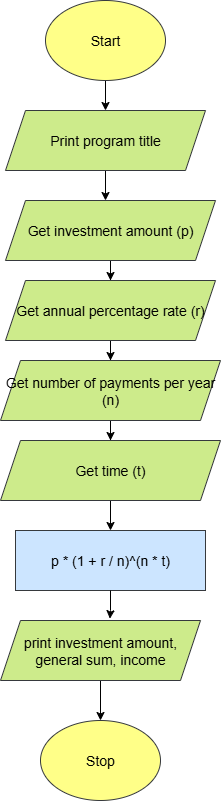 Start
Print program title
Get investment amount (p)
Get annual percentage rate (r)
Get number of payments per year
(n)
Get time (t)
p * (1 + r / n)^(n * t)
print investment amount,
general sum, income
Stop